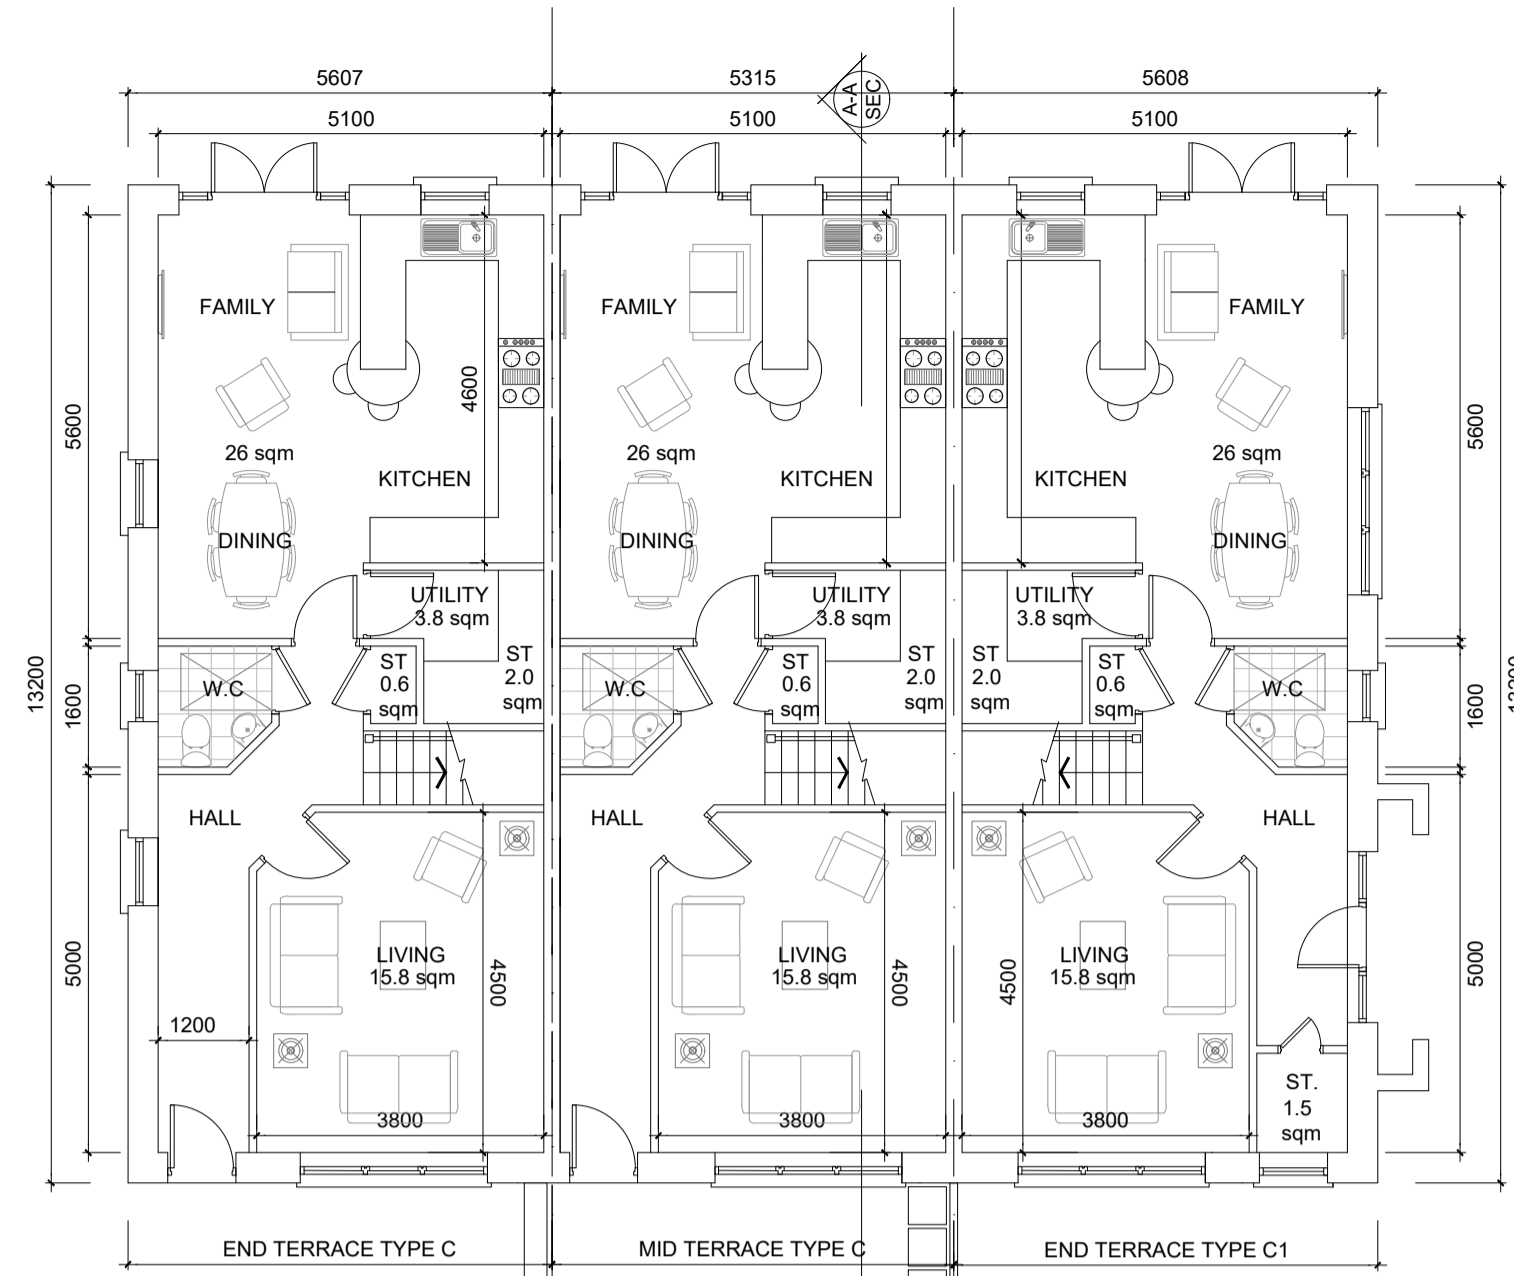 5607
5315
5608
5100
5100
5100
A-A
SEC
FAMILY
FAMILY
FAMILY
4600
5600
5600
26 sqm
26 sqm
26 sqm
KITCHEN
KITCHEN
KITCHEN
DINING
DINING
DINING
UTILITY
3.8 sqm
UTILITY
3.8 sqm
UTILITY
3.8 sqm
ST
0.6
sqm
ST
2.0
sqm
ST
0.6
sqm
ST
2.0
sqm
ST
2.0
sqm
ST
0.6
sqm
W.C
W.C
W.C
13200
1600
1600
13200
HALL
HALL
HALL
LIVING
15.8 sqm
LIVING
15.8 sqm
LIVING
15.8 sqm
5000
4500
4500
4500
5000
1200
ST.
1.5
sqm
3800
3800
3800
END TERRACE TYPE C
MID TERRACE TYPE C
END TERRACE TYPE C1